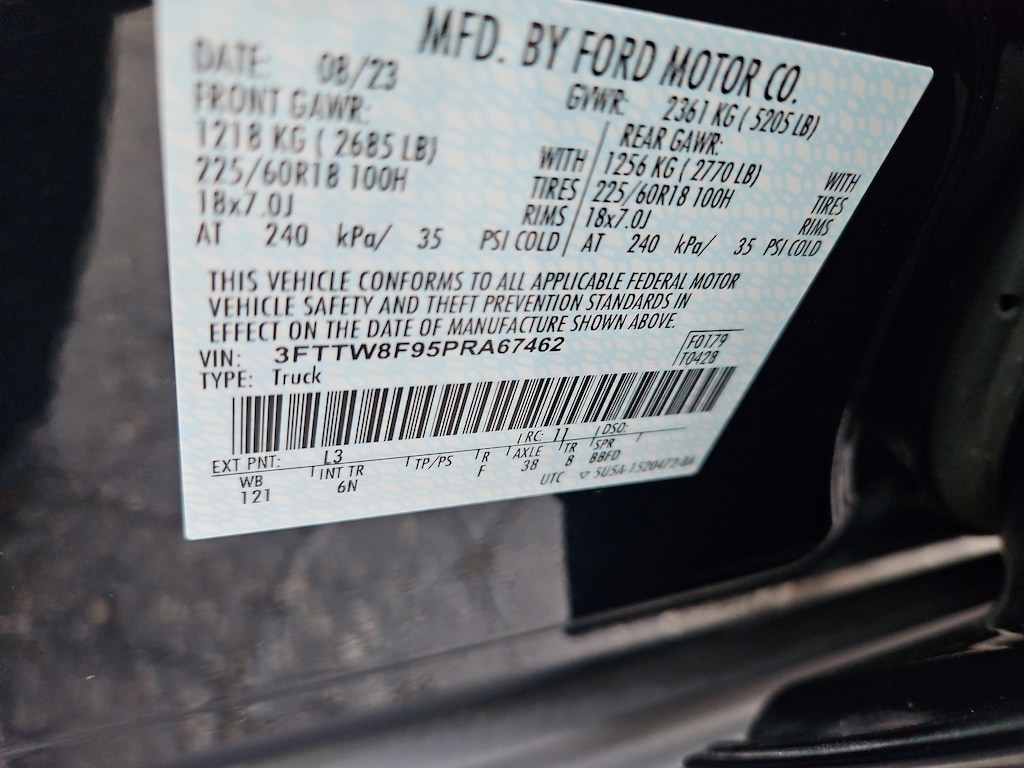 MFD. BY FORD MOTOR CO.
DATE: 08/23
GVWR: 2361 KG ( 5205 LB)
FRONT GAWR:
REAR GAWR:
1218 KG ( 2685 LB) WITH
1256 KG ( 2770 LB) WITH
225/60R18 100H TIRES
225/60R18 100H TIRES
18x7.0J RIMS
18x7.0J RIMS
AT 240 kPa/ 35 PSI COLD
AT 240 kPa/ 35 PSI COLD
THIS VEHICLE CONFORMS TO ALL APPLICABLE FEDERAL MOTOR
VEHICLE SAFETY AND THEFT PREVENTION STANDARDS IN
EFFECT ON THE DATE OF MANUFACTURE SHOWN ABOVE.
VIN: 3FTTW8F95PRA67462
F0179
TYPE: Truck
T0428
EXT PNT: L3 RC: 11 DSO:
WB INT TR TP/PS R AXLE TR SPR
121 6N F 38 8 BBFD
UTC ▽ 5U5A-1520472-BA